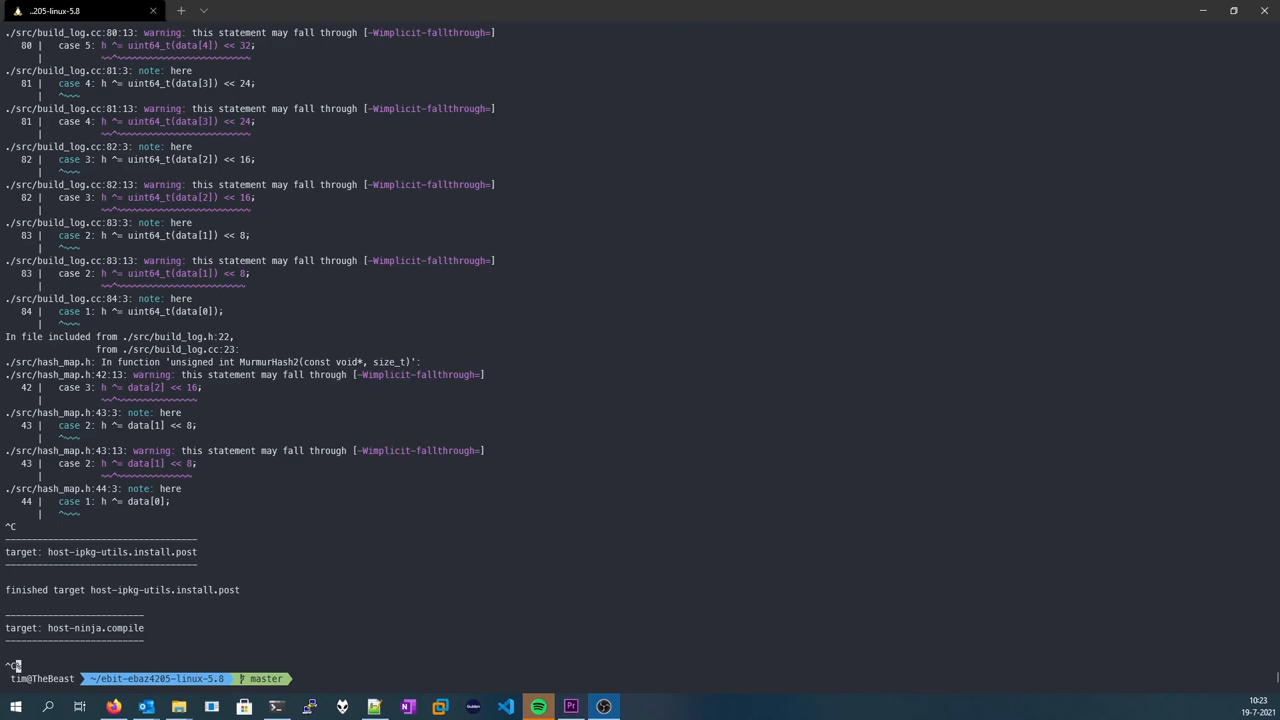 ..205-linux-5.8
./src/build_log.cc:80:13: warning: this statement may fall through [-Wimplicit-fallthrough=]
80 | case 5: h ^= uint64_t(data[4]) << 32;
| ~~^~~~~~~~~~~~~~~~~~~~~~~~~~
./src/build_log.cc:81:3: note: here
81 | case 4: h ^= uint64_t(data[3]) << 24;
| ^~~~
./src/build_log.cc:81:13: warning: this statement may fall through [-Wimplicit-fallthrough=]
81 | case 4: h ^= uint64_t(data[3]) << 24;
| ~~^~~~~~~~~~~~~~~~~~~~~~~~~~
./src/build_log.cc:82:3: note: here
82 | case 3: h ^= uint64_t(data[2]) << 16;
| ^~~~
./src/build_log.cc:82:13: warning: this statement may fall through [-Wimplicit-fallthrough=]
82 | case 3: h ^= uint64_t(data[2]) << 16;
| ~~^~~~~~~~~~~~~~~~~~~~~~~~~~
./src/build_log.cc:83:3: note: here
83 | case 2: h ^= uint64_t(data[1]) << 8;
| ^~~~
./src/build_log.cc:83:13: warning: this statement may fall through [-Wimplicit-fallthrough=]
83 | case 2: h ^= uint64_t(data[1]) << 8;
| ~~^~~~~~~~~~~~~~~~~~~~~~~~~
./src/build_log.cc:84:3: note: here
84 | case 1: h ^= uint64_t(data[0]);
| ^~~~
In file included from ./src/build_log.h:22,
from ./src/build_log.cc:23:
./src/hash_map.h: In function 'unsigned int MurmurHash2(const void*, size_t)':
./src/hash_map.h:42:13: warning: this statement may fall through [-Wimplicit-fallthrough=]
42 | case 3: h ^= data[2] << 16;
| ~~^~~~~~~~~~~~~~~~
./src/hash_map.h:43:3: note: here
43 | case 2: h ^= data[1] << 8;
| ^~~~
./src/hash_map.h:43:13: warning: this statement may fall through [-Wimplicit-fallthrough=]
43 | case 2: h ^= data[1] << 8;
| ~~^~~~~~~~~~~~~~~
./src/hash_map.h:44:3: note: here
44 | case 1: h ^= data[0];
| ^~~~
^C
------------------------------------
target: host-ipkg-utils.install.post
------------------------------------
finished target host-ipkg-utils.install.post
--------------------------
target: host-ninja.compile
--------------------------
^C%
tim@TheBeast ~/ebit-ebaz4205-linux-5.8 master
10:23
19-7-2021